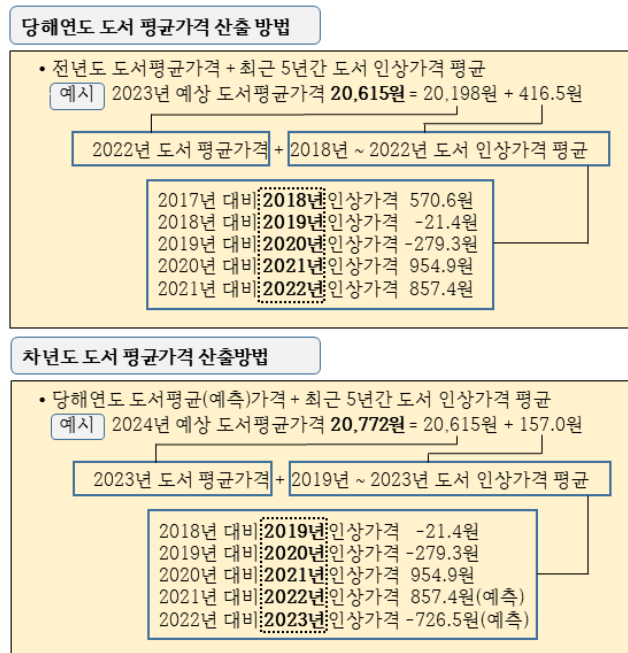 당해연도 도서 평균가격 산출 방법
• 전년도 도서평균가격 + 최근 5년간 도서 인상가격 평균
예시 2023년 예상 도서평균가격 20,615원 = 20,198원 + 416.5원
2022년 도서 평균가격 + 2018년 ~ 2022년 도서 인상가격 평균
2017년 대비 2018년 인상가격 570.6원
2018년 대비 2019년 인상가격 -21.4원
2019년 대비 2020년 인상가격 -279.3원
2020년 대비 2021년 인상가격 954.9원
2021년 대비 2022년 인상가격 857.4원
차년도 도서 평균가격 산출방법
• 당해연도 도서평균(예측)가격 + 최근 5년간 도서 인상가격 평균
예시 2024년 예상 도서평균가격 20,772원 = 20,615원 + 157.0원
2023년 도서 평균가격 + 2019년 ~ 2023년 도서 인상가격 평균
2018년 대비 2019년 인상가격 -21.4원
2019년 대비 2020년 인상가격 -279.3원
2020년 대비 2021년 인상가격 954.9원
2021년 대비 2022년 인상가격 857.4원(예측)
2022년 대비 2023년 인상가격 -726.5원(예측)